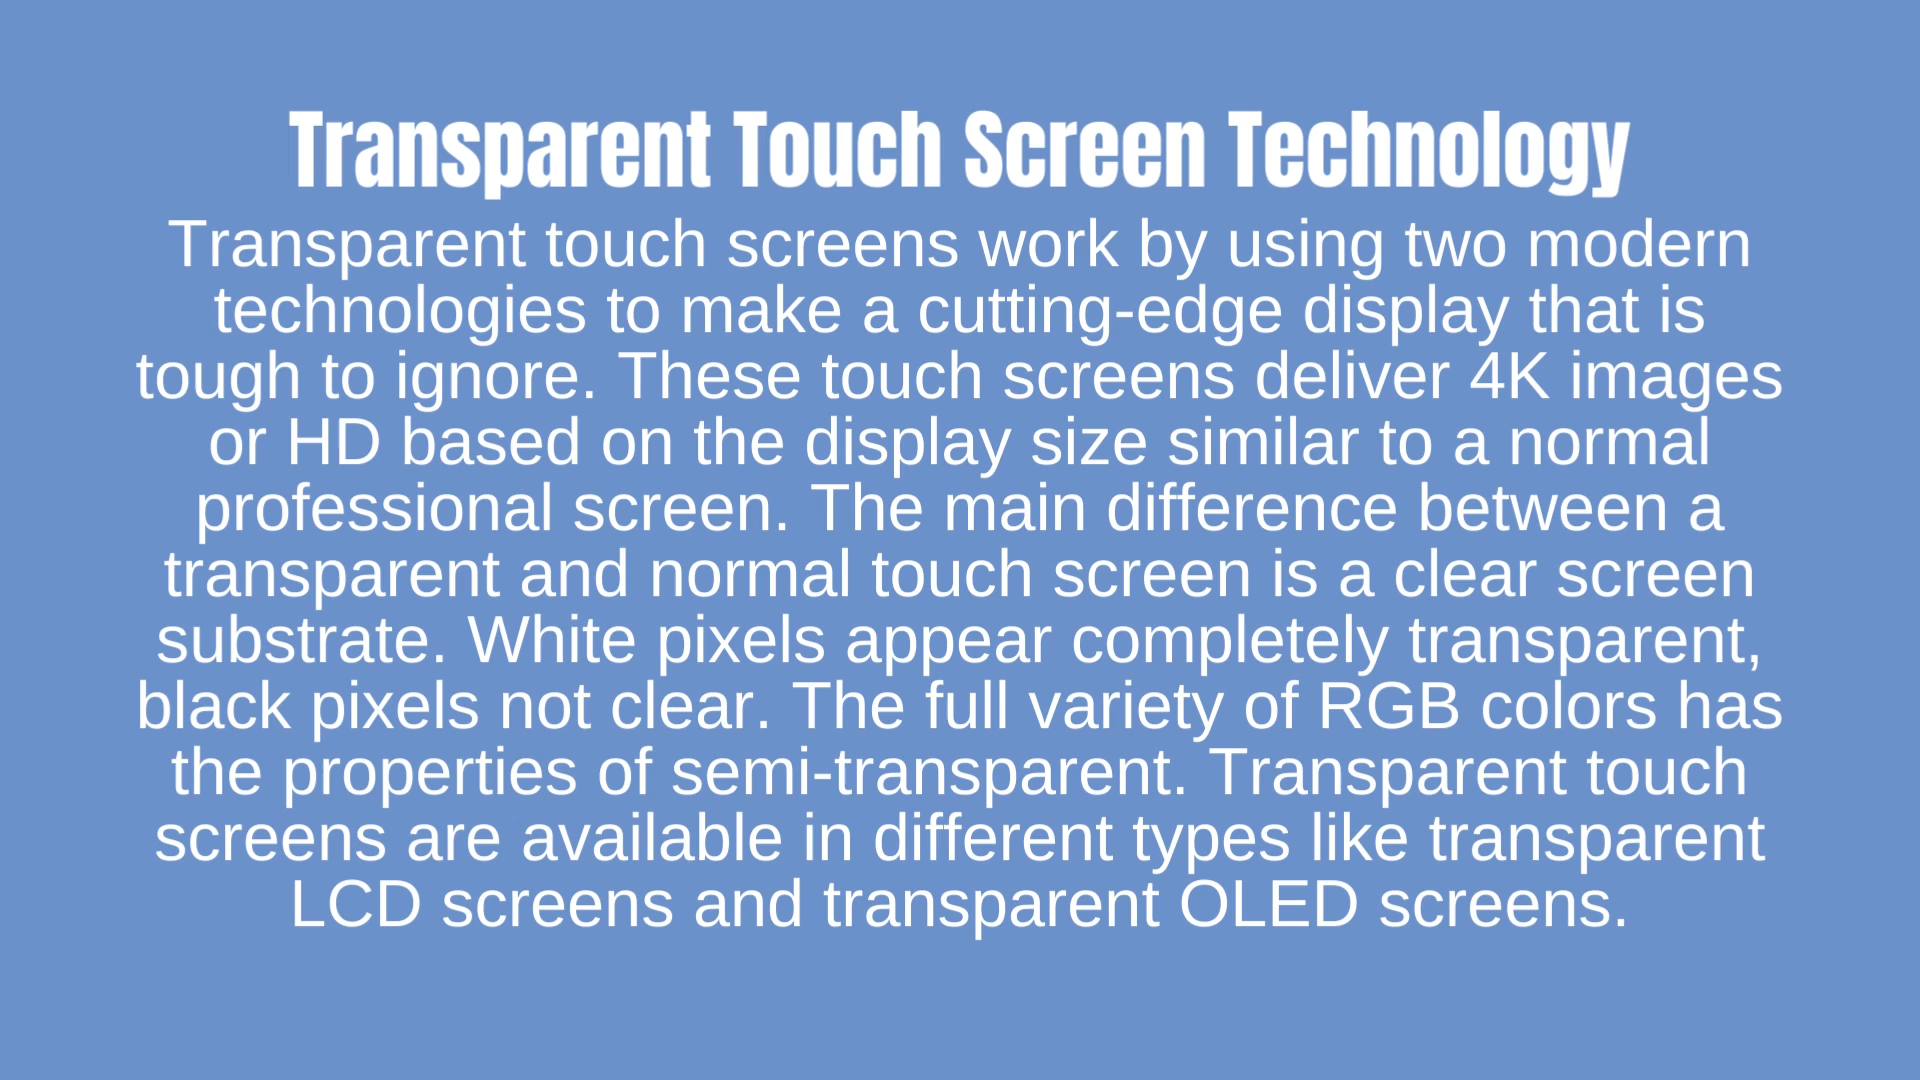 Transparent Touch Screen Technology
Transparent touch screens work by using two modern
technologies to make a cutting-edge display that is
tough to ignore. These touch screens deliver 4K images
or HD based on the display size similar to a normal
professional screen. The main difference between a
transparent and normal touch screen is a clear screen
substrate. White pixels appear completely transparent,
black pixels not clear. The full variety of RGB colors has
the properties of semi-transparent. Transparent touch
screens are available in different types like transparent
LCD screens and transparent OLED screens.